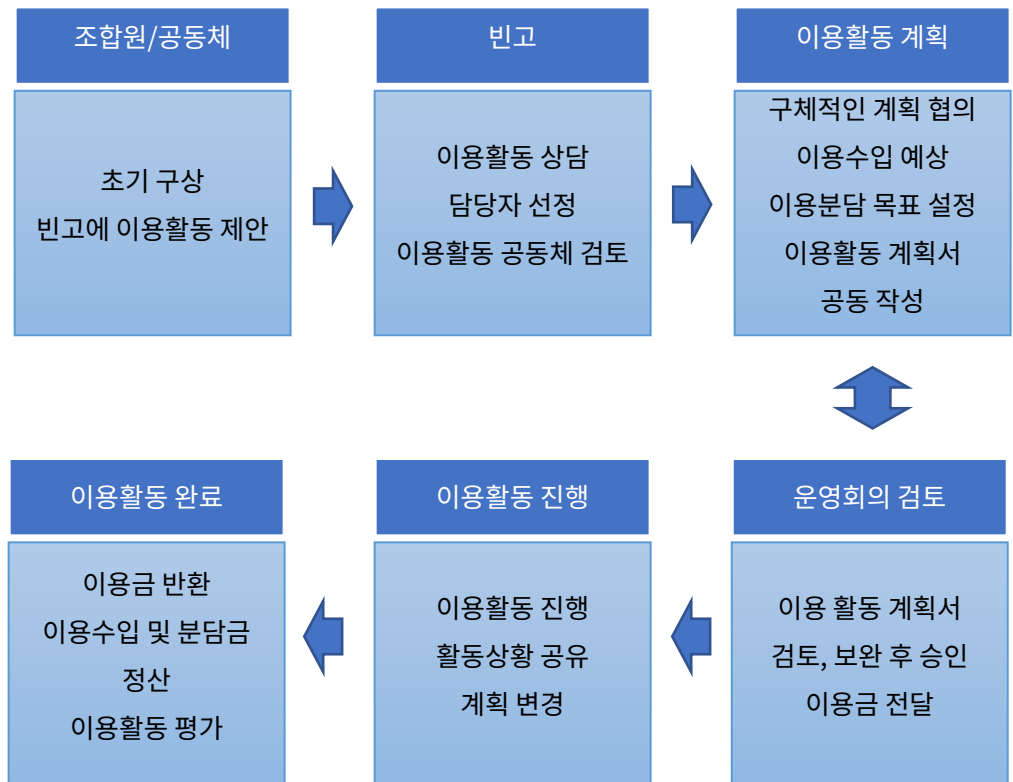 조합원/공동체
초기 구상
빈고에 이용활동 제안
빈고
이용활동 상담
담당자 선정
이용활동 공동체 검토
이용활동 계획
구체적인 계획 협의
이용수입 예상
이용분담 목표 설정
이용활동 계획서
공동 작성
운영회의 검토
이용 활동 계획서
검토, 보완 후 승인
이용금 전달
이용활동 진행
이용활동 진행
활동상황 공유
계획 변경
이용활동 완료
이용금 반환
이용수입 및 분담금
정산
이용활동 평가